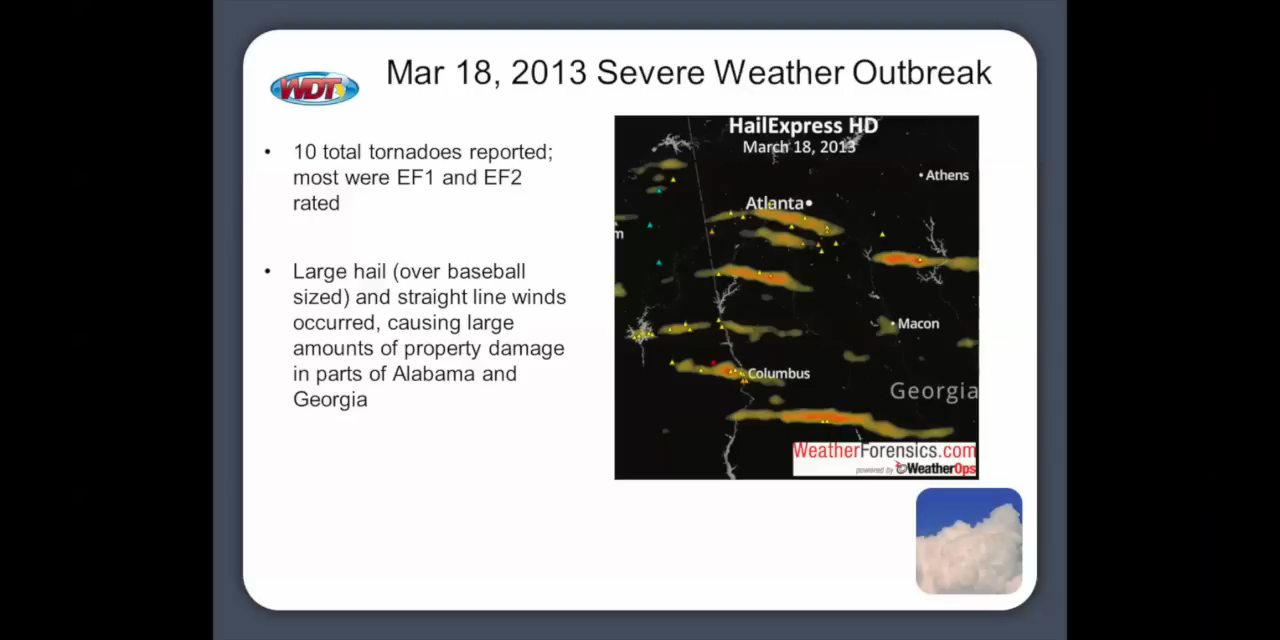 WDT
Mar 18, 2013 Severe Weather Outbreak
• 10 total tornadoes reported;
most were EF1 and EF2
rated
• Large hail (over baseball
sized) and straight line winds
occurred, causing large
amounts of property damage
in parts of Alabama and
Georgia
HailExpress HD
March 18, 2013
Athens
Atlanta
m
Macon
Columbus
Georgia
WeatherForensics.com
powered by WeatherOps